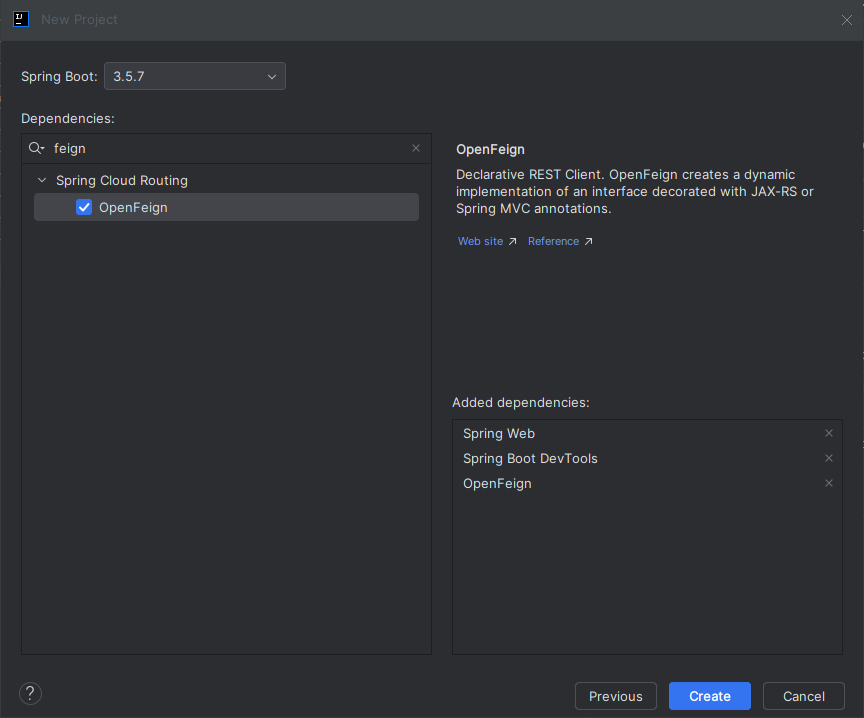 New Project
Spring Boot: 3.5.7
Dependencies:
feign
Spring Cloud Routing
OpenFeign
OpenFeign
Declarative REST Client. OpenFeign creates a dynamic
implementation of an interface decorated with JAX-RS or
Spring MVC annotations.
Web site Reference
Added dependencies:
Spring Web
Spring Boot DevTools
OpenFeign
? Previous Create Cancel